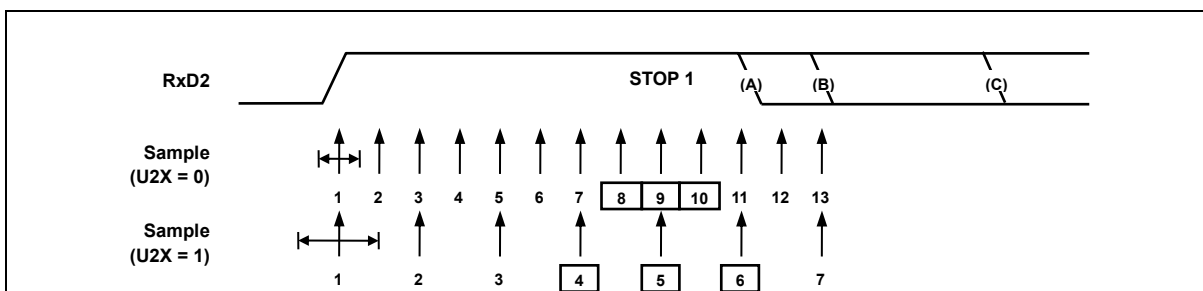 RxD2 STOP 1 (A) (B) (C)
Sample
(U2X = 0)
1 2 3 4 5 6 7 8 9 10 11 12 13
Sample
(U2X = 1)
1 2 3 4 5 6 7